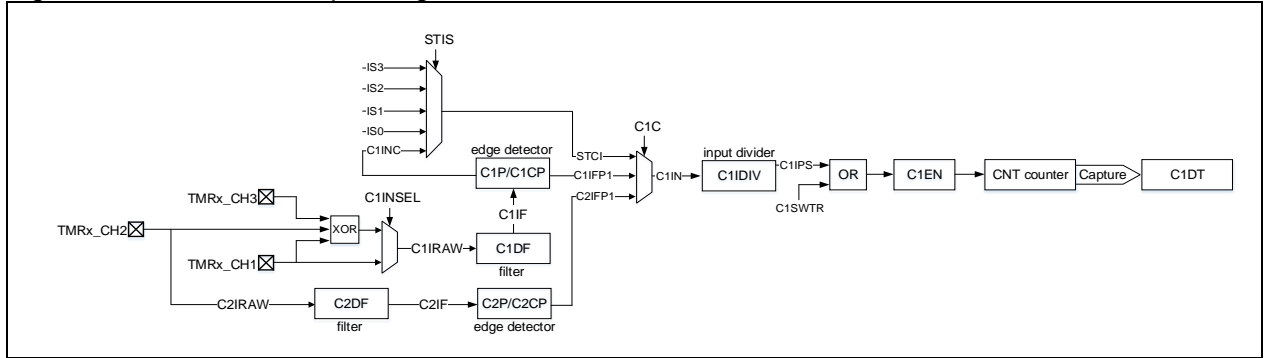 STIS
-IS3
-IS2
-IS1
-IS0
C1INC
edge detector
C1P/C1CP
STCI
C1IFP1
C2IFP1
C1C
C1IN
input divider
C1IDIV
C1IPS
C1SWTR
OR
C1EN
CNT counter
Capture
C1DT
TMRx_CH3
TMRx_CH2
TMRx_CH1
XOR
C1INSEL
C1IRAW
C1IF
C1DF
filter
C2IRAW
C2DF
filter
C2IF
C2P/C2CP
edge detector